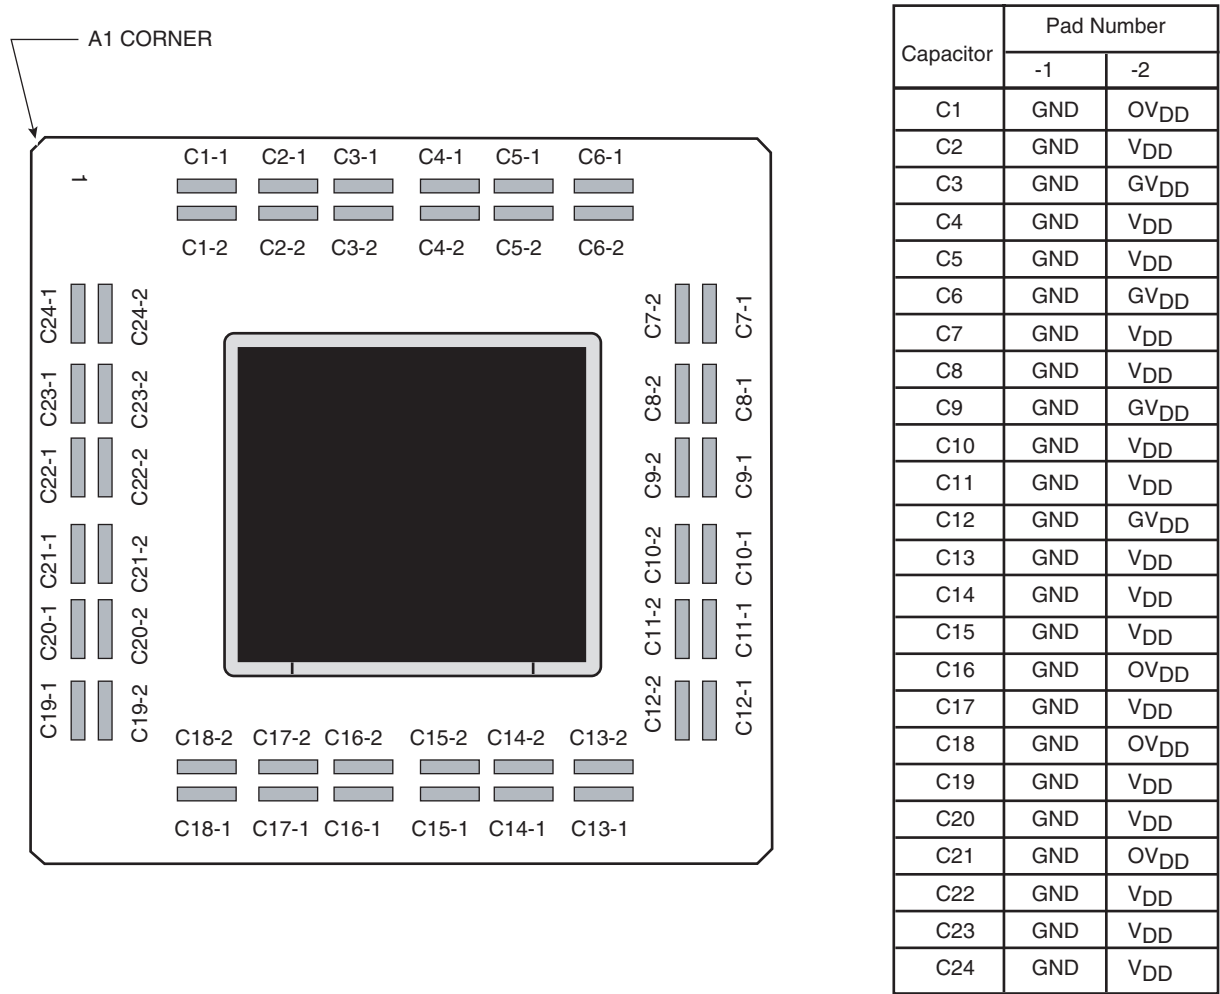 A1 CORNER
1
C1-1 C2-1 C3-1 C4-1 C5-1 C6-1
C1-2 C2-2 C3-2 C4-2 C5-2 C6-2
C24-1 C24-2
C23-1 C23-2
C22-1 C22-2
C21-1 C21-2
C20-1 C20-2
C19-1 C19-2
C7-2 C7-1
C8-2 C8-1
C9-2 C9-1
C10-2 C10-1
C11-2 C11-1
C12-2 C12-1
C18-2 C17-2 C16-2 C15-2 C14-2 C13-2
C18-1 C17-1 C16-1 C15-1 C14-1 C13-1
Capacitor Pad Number
-1 -2
C1 GND OVDD
C2 GND VDD
C3 GND GVDD
C4 GND VDD
C5 GND VDD
C6 GND GVDD
C7 GND VDD
C8 GND VDD
C9 GND GVDD
C10 GND VDD
C11 GND VDD
C12 GND GVDD
C13 GND VDD
C14 GND VDD
C15 GND VDD
C16 GND OVDD
C17 GND VDD
C18 GND OVDD
C19 GND VDD
C20 GND VDD
C21 GND OVDD
C22 GND VDD
C23 GND VDD
C24 GND VDD